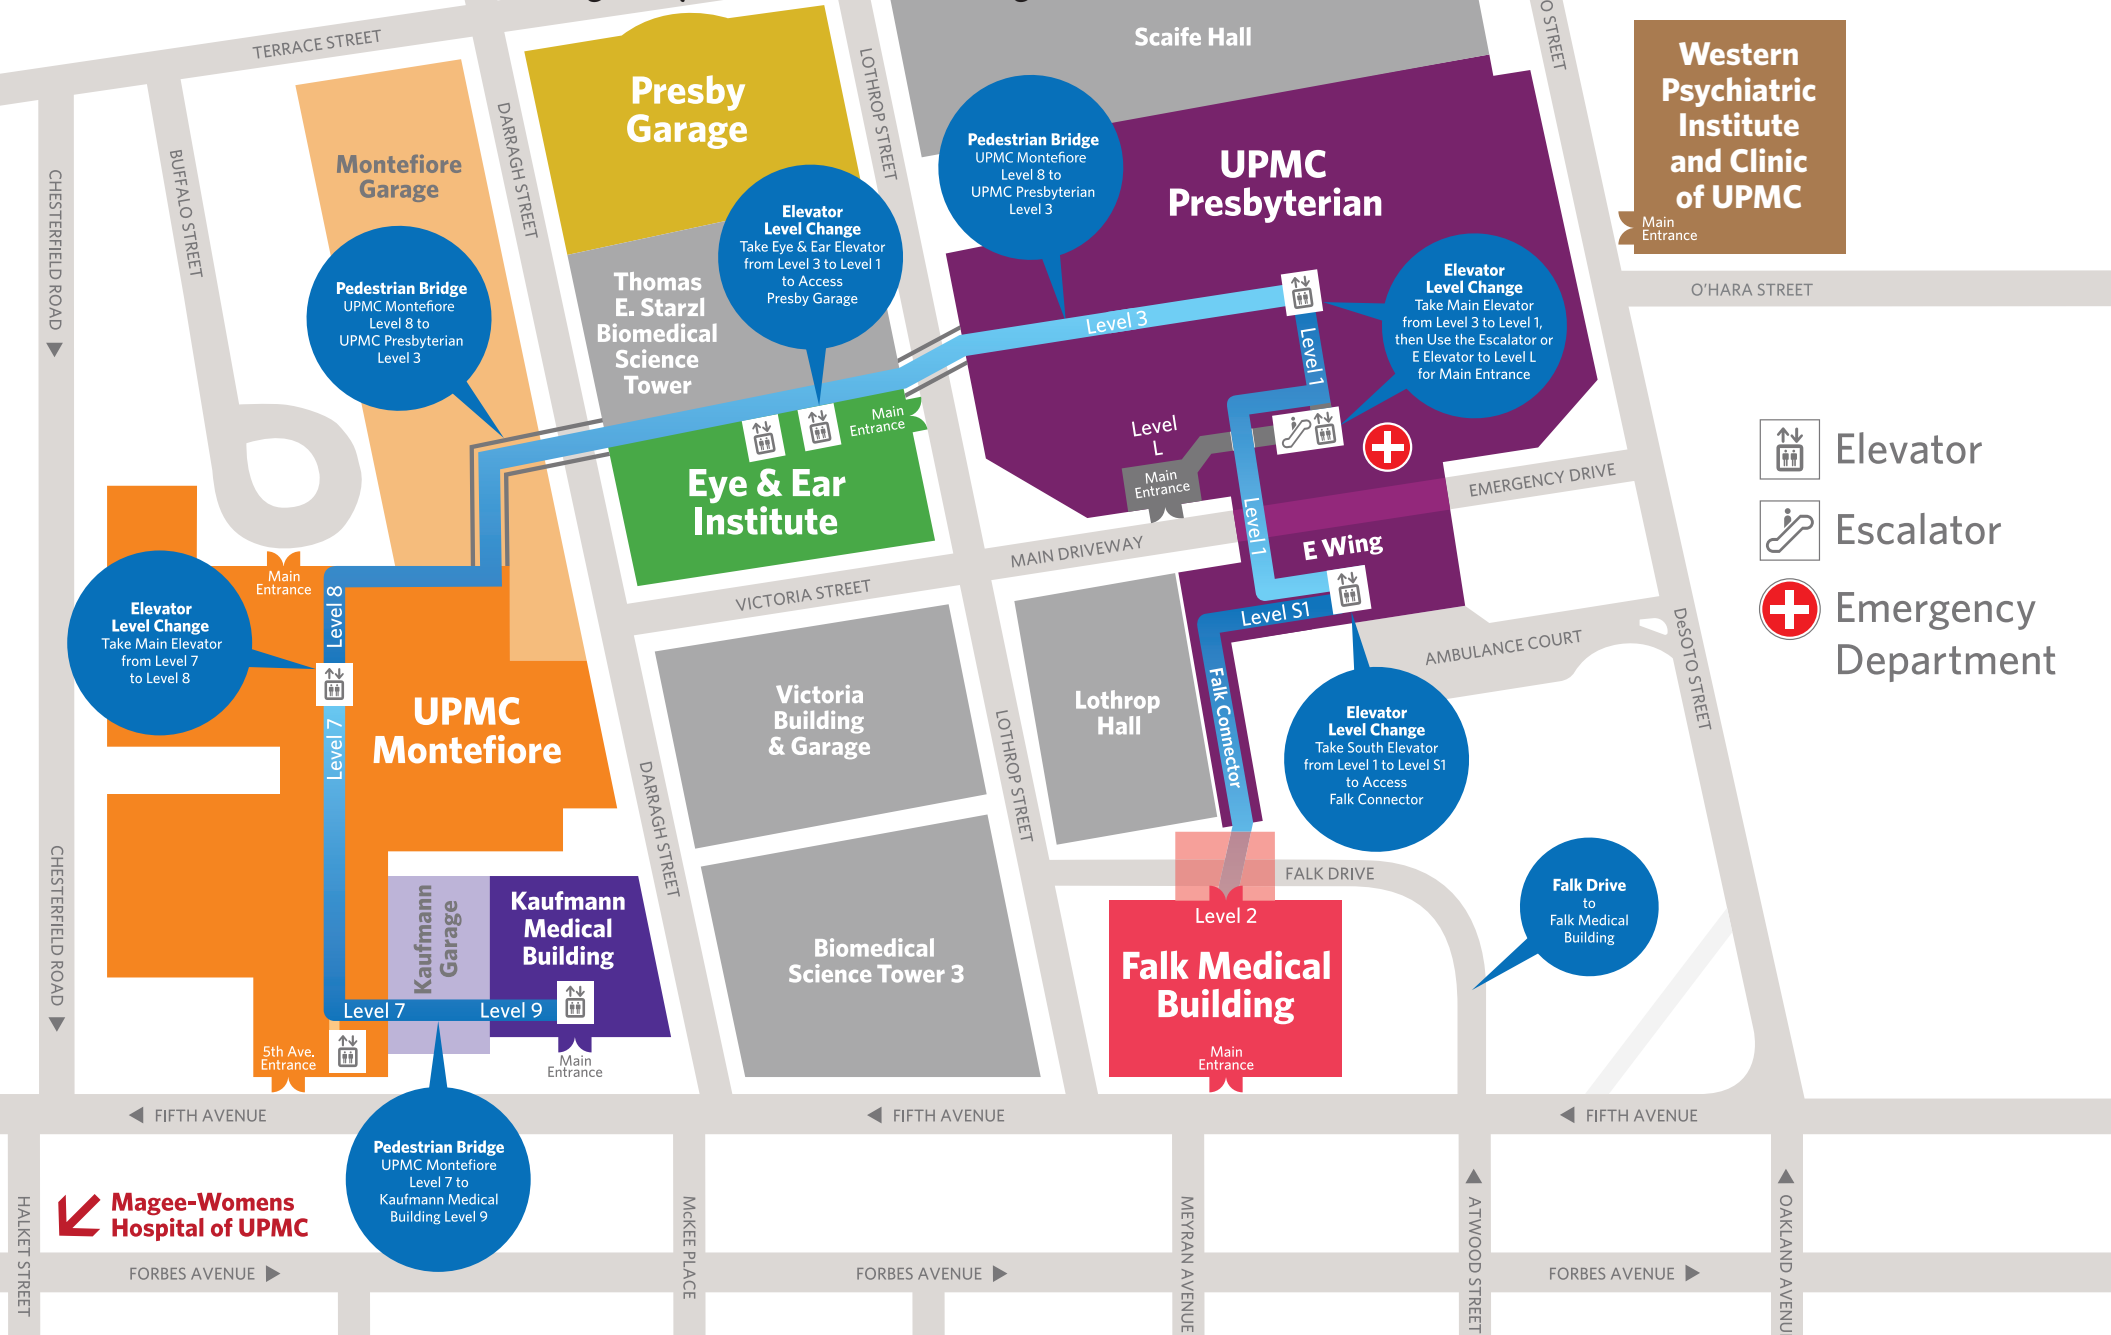 TERRACE STREET
Scaife Hall
O STREET
Western
Psychiatric
Institute
and Clinic
of UPMC
Main
Entrance
Presby
Garage
LOTHROP STREET
DARRAGH STREET
Montefiore
Garage
BUFFALO STREET
CHESTERFIELD ROAD
Pedestrian Bridge
UPMC Montefiore
Level 8 to
UPMC Presbyterian
Level 3
UPMC
Presbyterian
Elevator
Level Change
Take Eye & Ear Elevator
from Level 3 to Level 1
to Access
Presby Garage
Pedestrian Bridge
UPMC Montefiore
Level 8 to
UPMC Presbyterian
Level 3
Thomas
E. Starzl
Biomedical
Science
Tower
Elevator
Level Change
Take Main Elevator
from Level 3 to Level 1,
then Use the Escalator or
E Elevator to Level L
for Main Entrance
O'HARA STREET
Level 3
Level 1
Main
Entrance
Level
L
Main
Entrance
Eye & Ear
Institute
Level 1
EMERGENCY DRIVE
Elevator
Escalator
Emergency
Department
MAIN DRIVEWAY
E Wing
VICTORIA STREET
Level S1
AMBULANCE COURT
DeSOTO STREET
Main
Entrance
Level 8
Elevator
Level Change
Take Main Elevator
from Level 7
to Level 8
Level 7
UPMC
Montefiore
Victoria
Building
& Garage
LOTHROP STREET
Lothrop
Hall
Falk Connector
Elevator
Level Change
Take South Elevator
from Level 1 to Level S1
to Access
Falk Connector
DARRAGH STREET
CHESTERFIELD ROAD
Kaufmann
Garage
Kaufmann
Medical
Building
Biomedical
Science Tower 3
FALK DRIVE
Level 2
Falk Medical
Building
Main
Entrance
Falk Drive
to
Falk Medical
Building
Level 7
Level 9
5th Ave.
Entrance
Main
Entrance
FIFTH AVENUE
FIFTH AVENUE
FIFTH AVENUE
Pedestrian Bridge
UPMC Montefiore
Level 7 to
Kaufmann Medical
Building Level 9
Magee-Womens
Hospital of UPMC
HALKET STREET
McKEE PLACE
MEYRAN AVENUE
ATWOOD STREET
OAKLAND AVENU
FORBES AVENUE
FORBES AVENUE
FORBES AVENUE